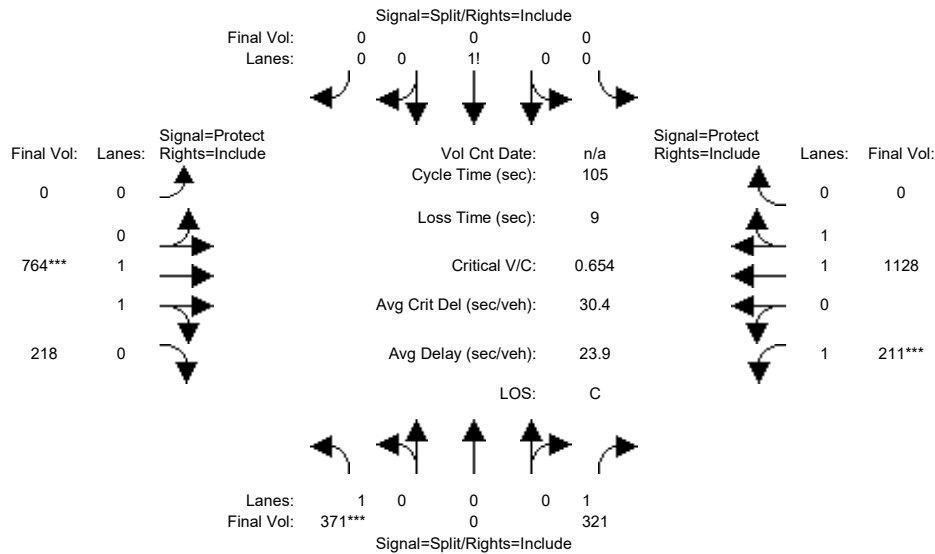 Signal=Split/Rights=Include
Final Vol: 0 0 0
Lanes: 0 0 1! 0 0
Signal=Protect Signal=Protect
Final Vol: Lanes: Rights=Include Vol Cnt Date: n/a Rights=Include Lanes: Final Vol:
Cycle Time (sec): 105
0 0 0 0
Loss Time (sec): 9
0 1
764*** 1 Critical V/C: 0.654 1 1128
1 Avg Crit Del (sec/veh): 30.4 0
218 0 Avg Delay (sec/veh): 23.9 1 211***
LOS: C
Lanes: 1 0 0 0 1
Final Vol: 371*** 0 321
Signal=Split/Rights=Include